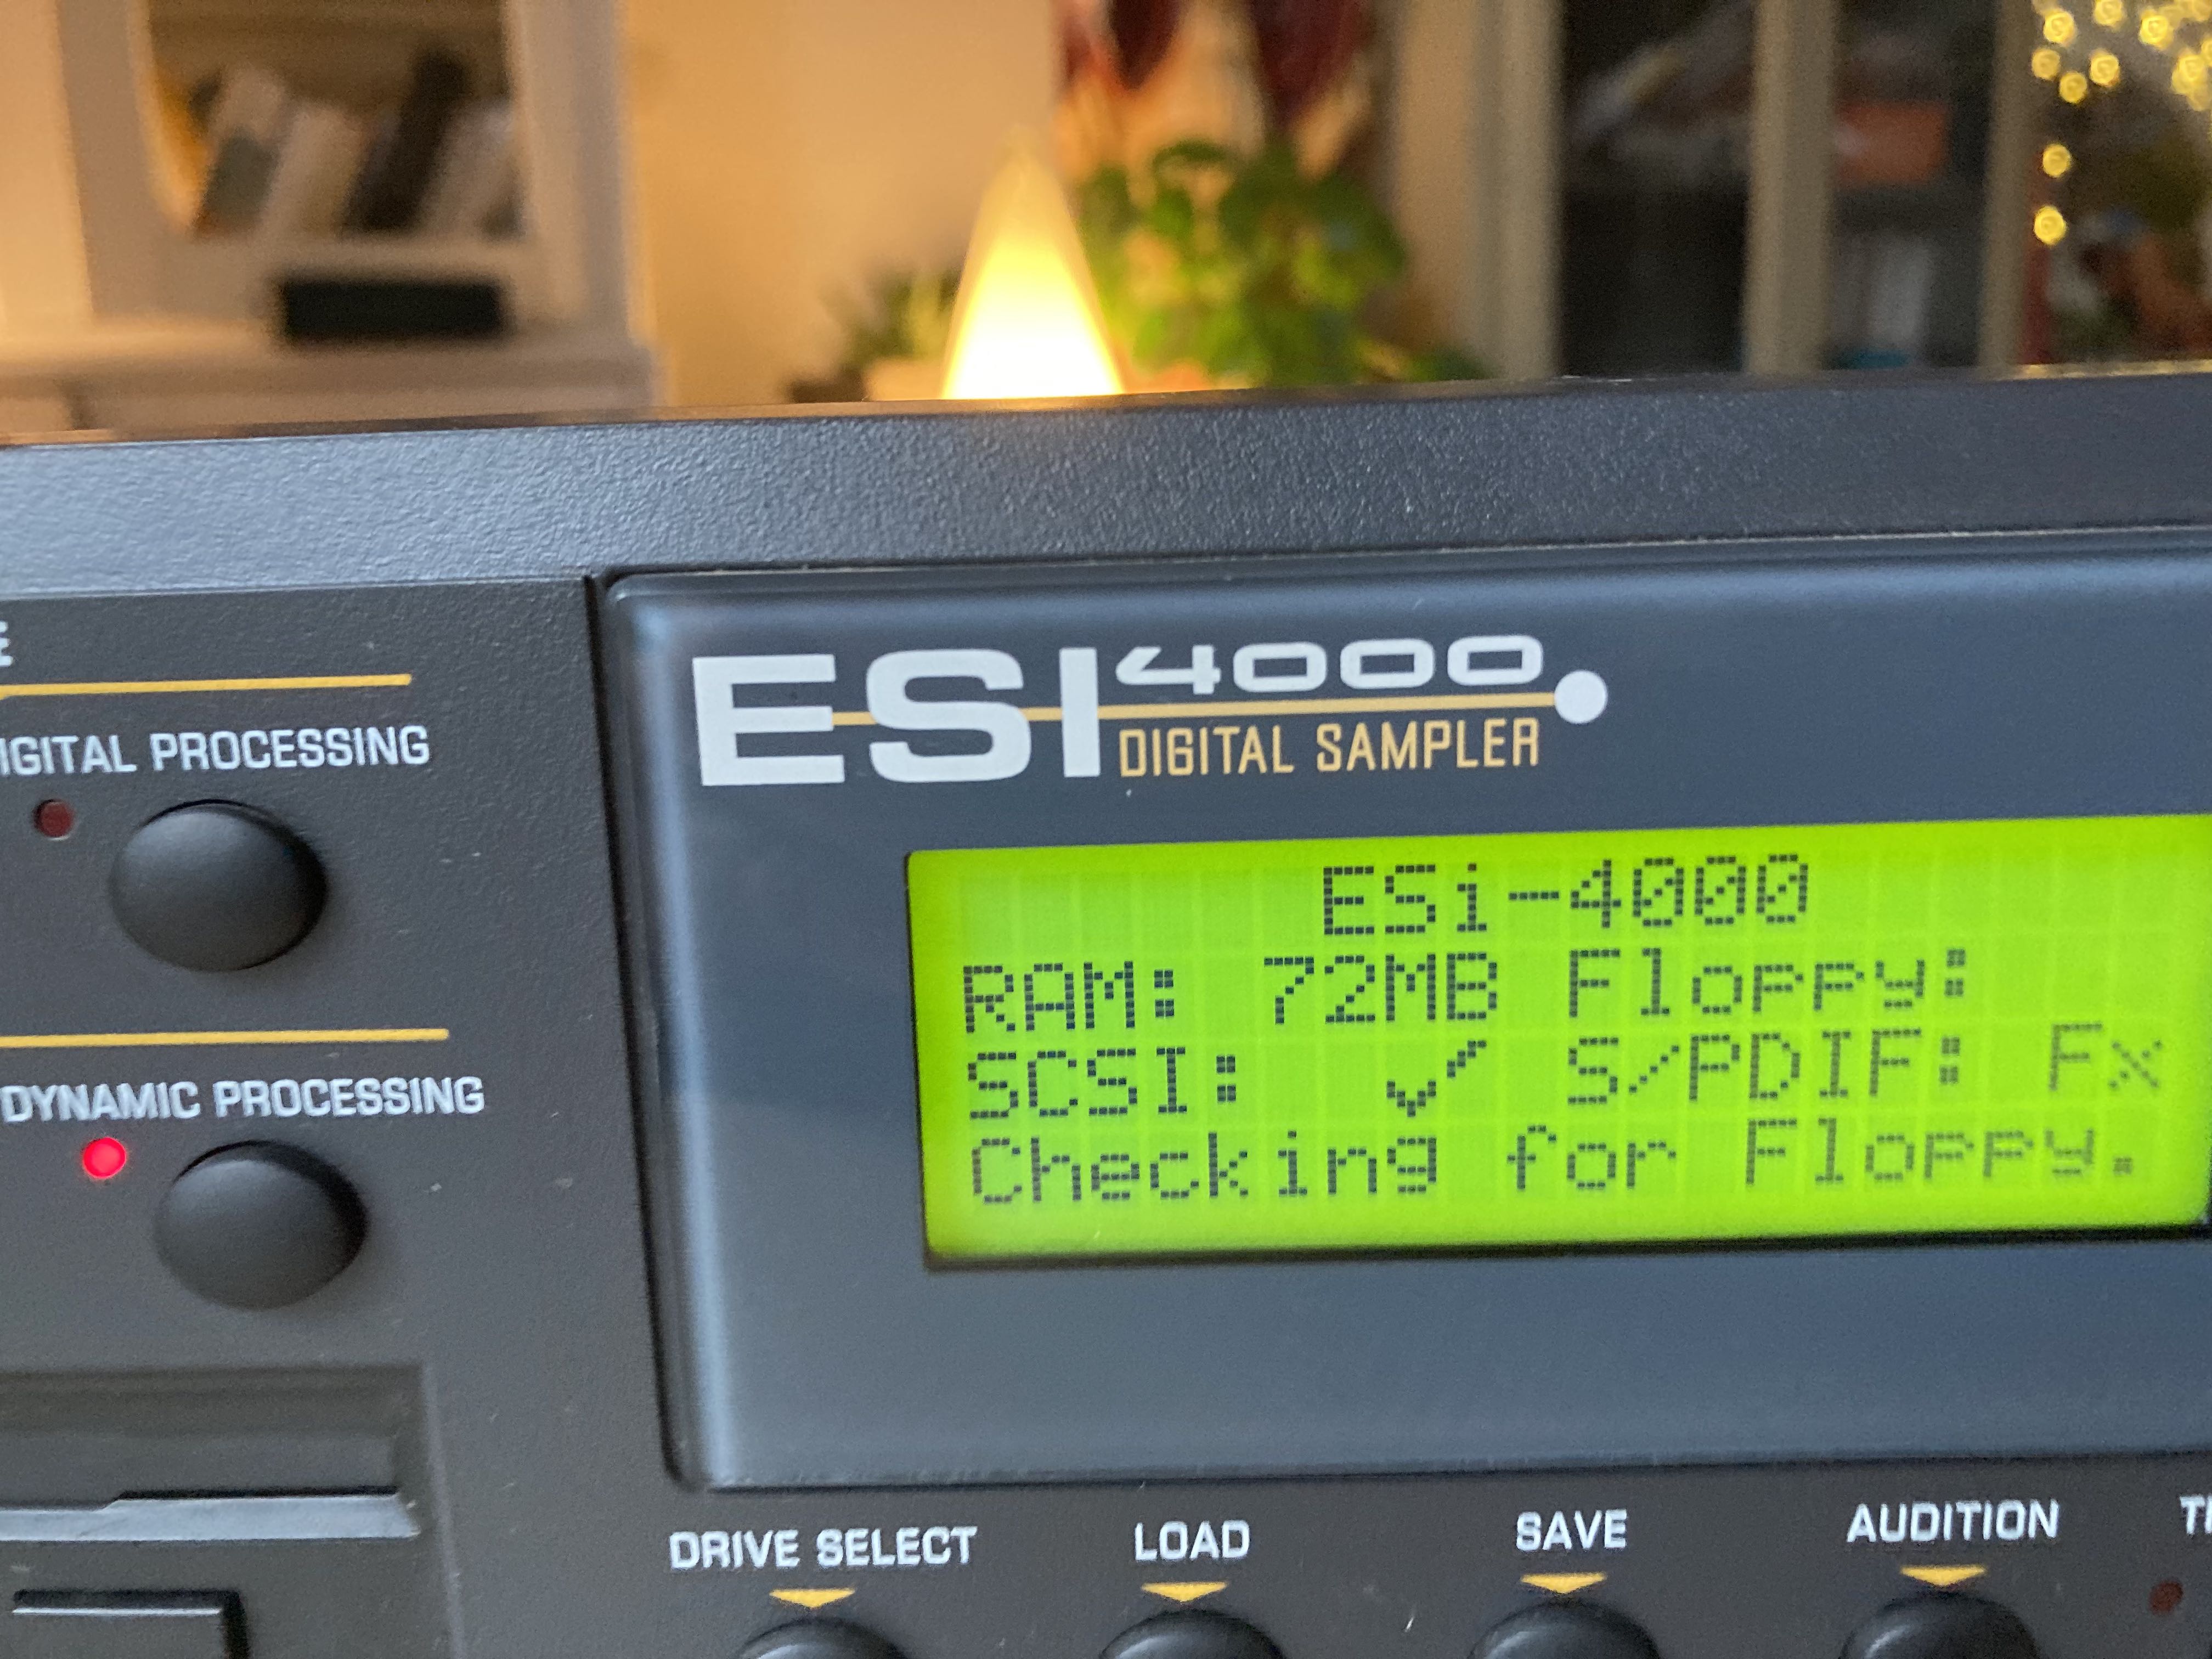 DIGITAL PROCESSING
DYNAMIC PROCESSING
ESI 4000
DIGITAL SAMPLER
ESi-4000
RAM: 72MB Floppy:
SCSI: ✓ S/PDIF: Fx
Checking for Floppy.
DRIVE SELECT LOAD SAVE AUDITION